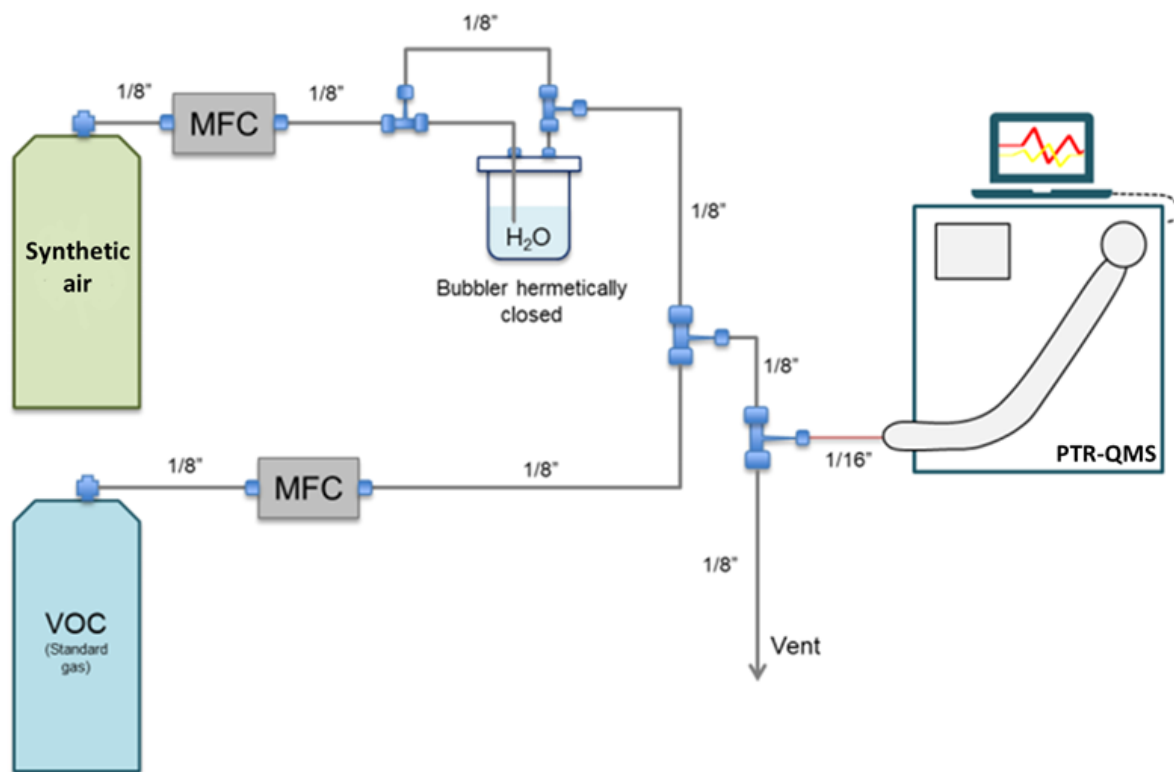 1/8”
1/8”
1/8”
MFC
Synthetic
air
H₂O
Bubbler hermetically
closed
1/8”
1/8”
1/16”
PTR-QMS
1/8”
MFC
1/8”
1/8”
VOC
(Standard
gas)
Vent